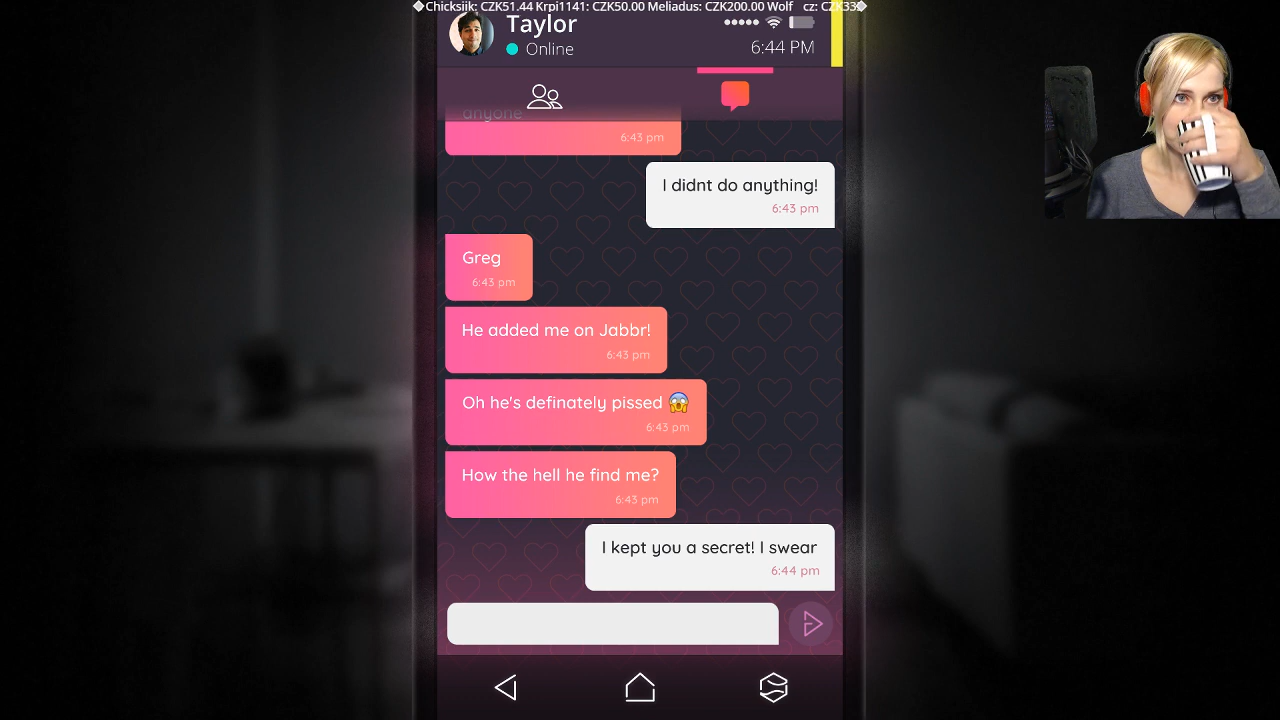 Chicksiik: CZK51.44 Krpi1141: CZK50.00 Meliadus: CZK200.00 Wolf cz:
Taylor
Online
6:44 PM
anyone
6:43 pm
I didnt do anything!
6:43 pm
Greg
6:43 pm
He added me on Jabbr!
6:43 pm
Oh he's definately pissed 😱
6:43 pm
How the hell he find me?
6:43 pm
I kept you a secret! I swear
6:44 pm